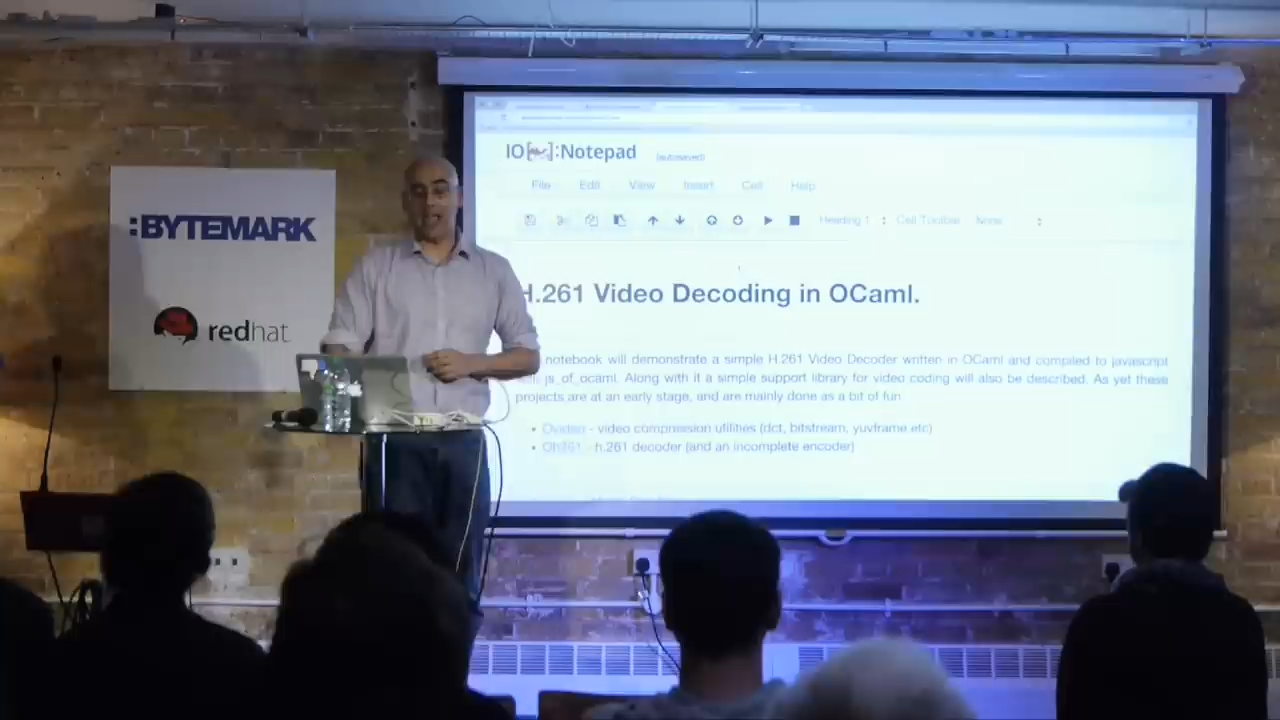 :BYTEMARK
redhat
IO[]:Notepad (autosaved)
File Edit View Insert Cell Help
Heading 1 Cell Toolbar: None
H.261 Video Decoding in OCaml.
notebook will demonstrate a simple H.261 Video Decoder written in OCaml and compiled to javascript
js_of_ocaml. Along with it a simple support library for video coding will also be described. As yet these
projects are at an early stage, and are mainly done as a bit of fun
• - video compression utilities (dct, bitstream, yuvframe etc)
• Oh261 - h.261 decoder (and an incomplete encoder)